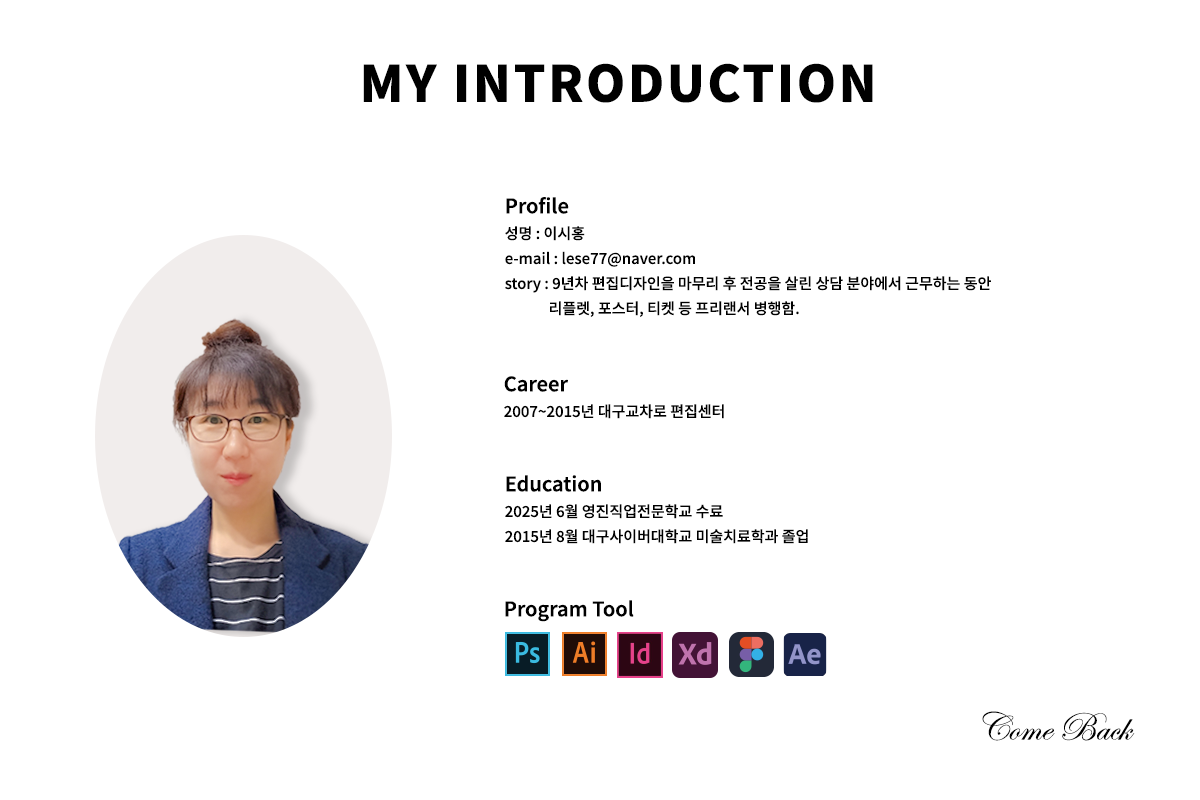 MY INTRODUCTION
Profile
성명 : 이시홍
e-mail : lese77@naver.com
story : 9년차 편집디자인을 마무리 후 전공을 살린 상담 분야에서 근무하는 동안
리플렛, 포스터, 티켓 등 프리랜서 병행함.
Career
2007~2015년 대구교차로 편집센터
Education
2025년 6월 영진직업전문학교 수료
2015년 8월 대구사이버대학교 미술치료학과 졸업
Program Tool
Ps Ai Id Xd Ae
Come Back